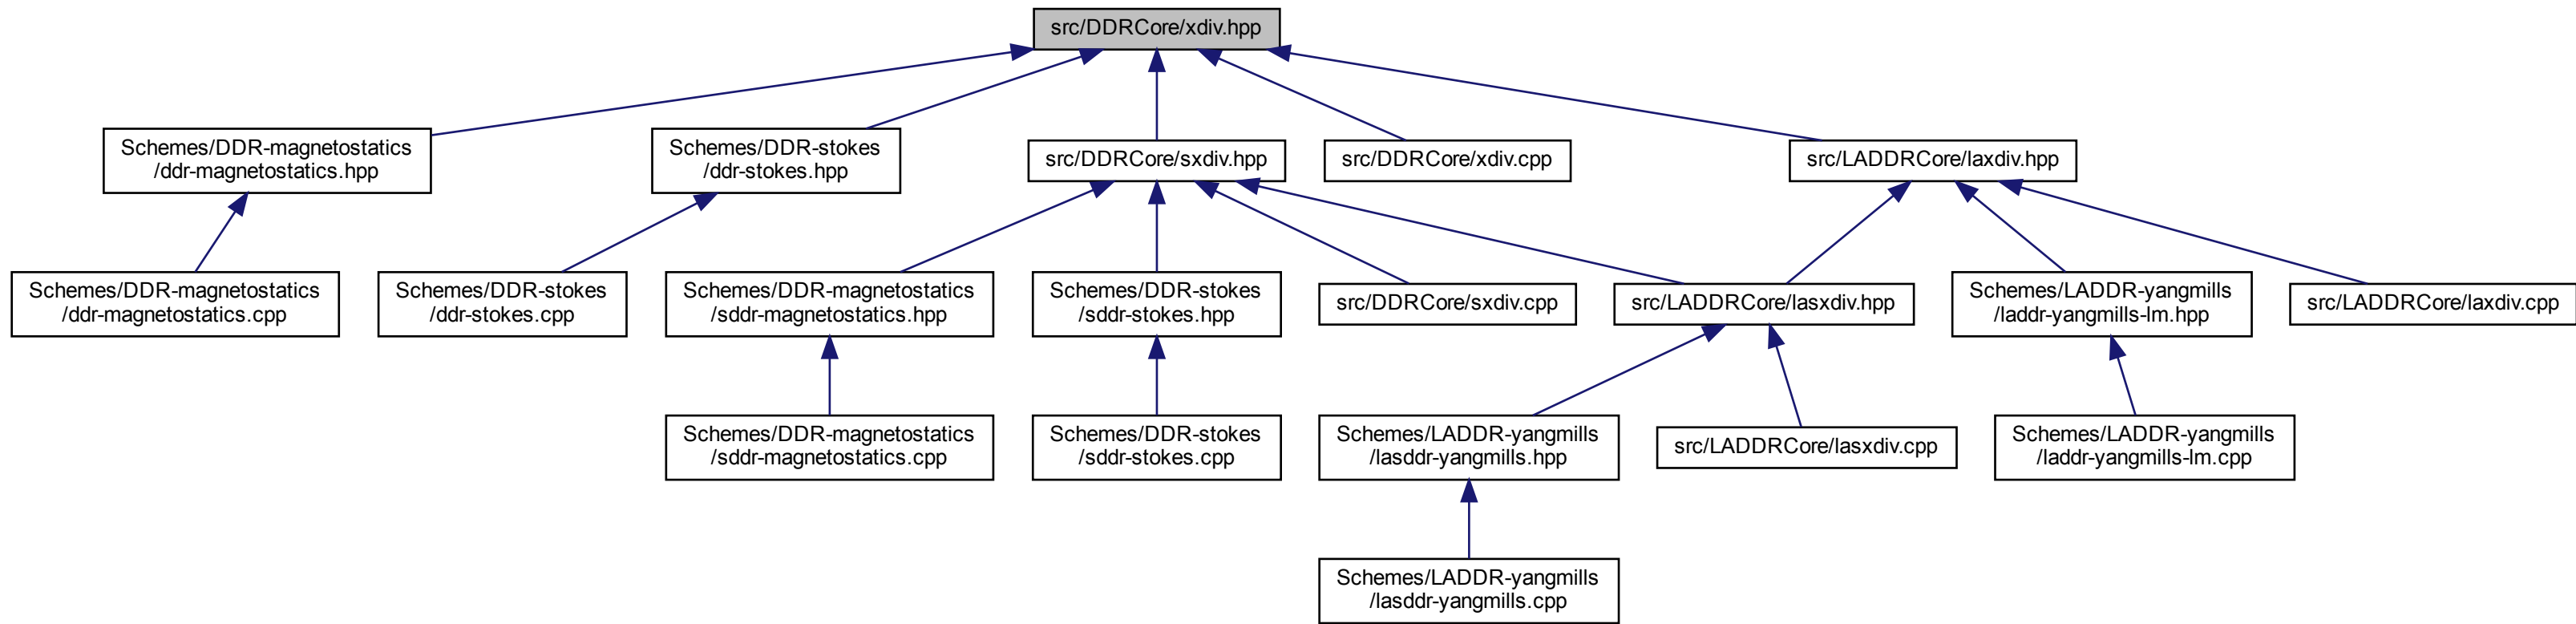 src/DDRCore/xdiv.hpp
Schemes/DDR-magnetostatics
/ddr-magnetostatics.hpp
Schemes/DDR-stokes
/ddr-stokes.hpp
src/DDRCore/sxdiv.hpp
src/DDRCore/xdiv.cpp
src/LADDRCore/laxdiv.hpp
Schemes/DDR-magnetostatics
/ddr-magnetostatics.cpp
Schemes/DDR-stokes
/ddr-stokes.cpp
Schemes/DDR-magnetostatics
/sddr-magnetostatics.hpp
Schemes/DDR-stokes
/sddr-stokes.hpp
src/DDRCore/sxdiv.cpp
src/LADDRCore/lasxdiv.hpp
Schemes/LADDR-yangmills
/laddr-yangmills-lm.hpp
src/LADDRCore/laxdiv.cpp
Schemes/DDR-magnetostatics
/sddr-magnetostatics.cpp
Schemes/DDR-stokes
/sddr-stokes.cpp
Schemes/LADDR-yangmills
/lasddr-yangmills.hpp
src/LADDRCore/lasxdiv.cpp
Schemes/LADDR-yangmills
/laddr-yangmills-lm.cpp
Schemes/LADDR-yangmills
/lasddr-yangmills.cpp